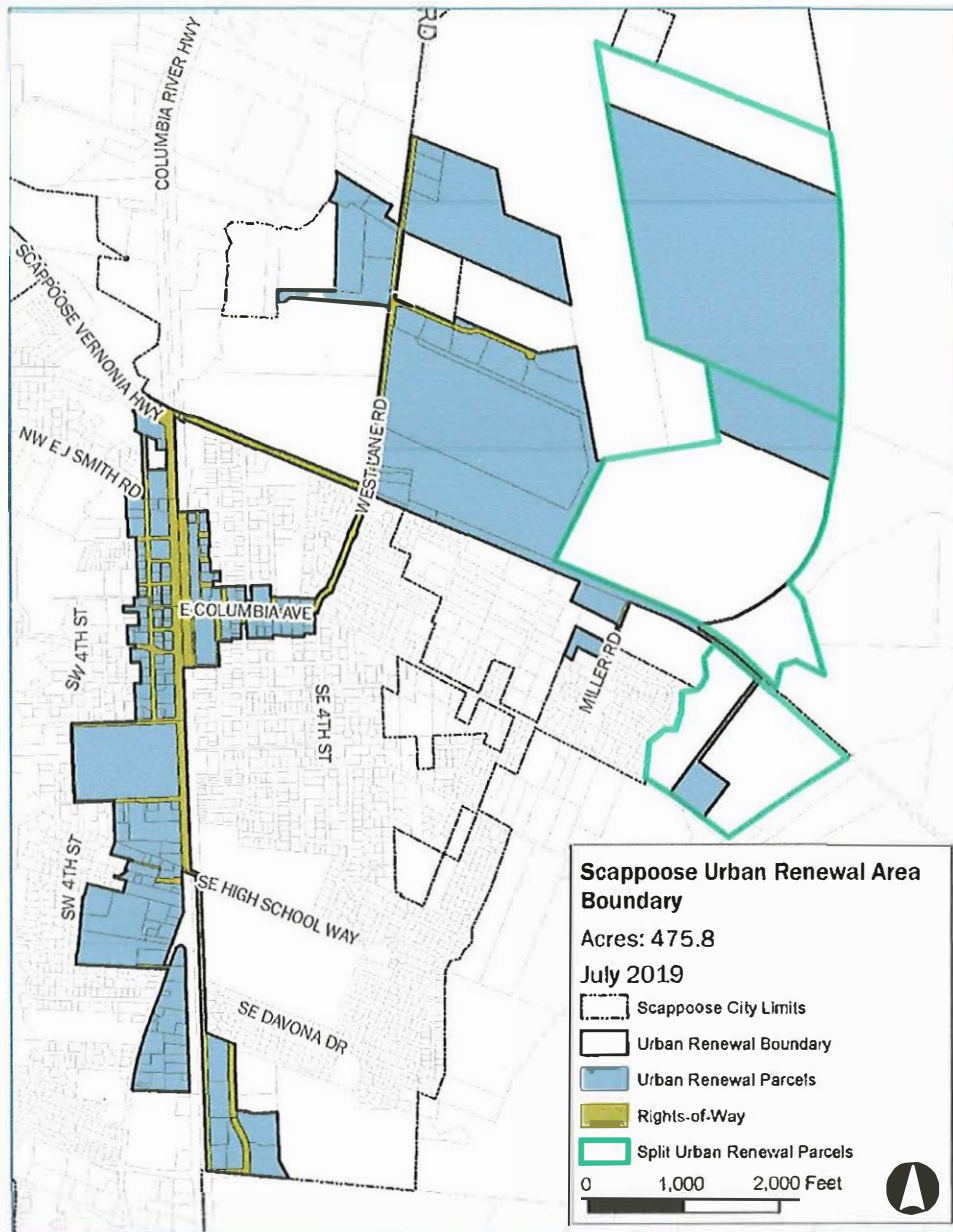 RD
COLUMBIA RIVER HWY
SCAPPOOSE VERNONIA HWY
NW E J SMITH RD
WEST LANE RD
E COLUMBIA AVE
SW 4TH ST
SE 4TH ST
MILLER RD
SW 4TH ST
SE HIGH SCHOOL WAY
SE DAVONA DR
Scappoose Urban Renewal Area
Boundary
Acres: 475.8
July 2019
Scappoose City Limits
Urban Renewal Boundary
Urban Renewal Parcels
Rights-of-Way
Split Urban Renewal Parcels
0 1,000 2,000 Feet